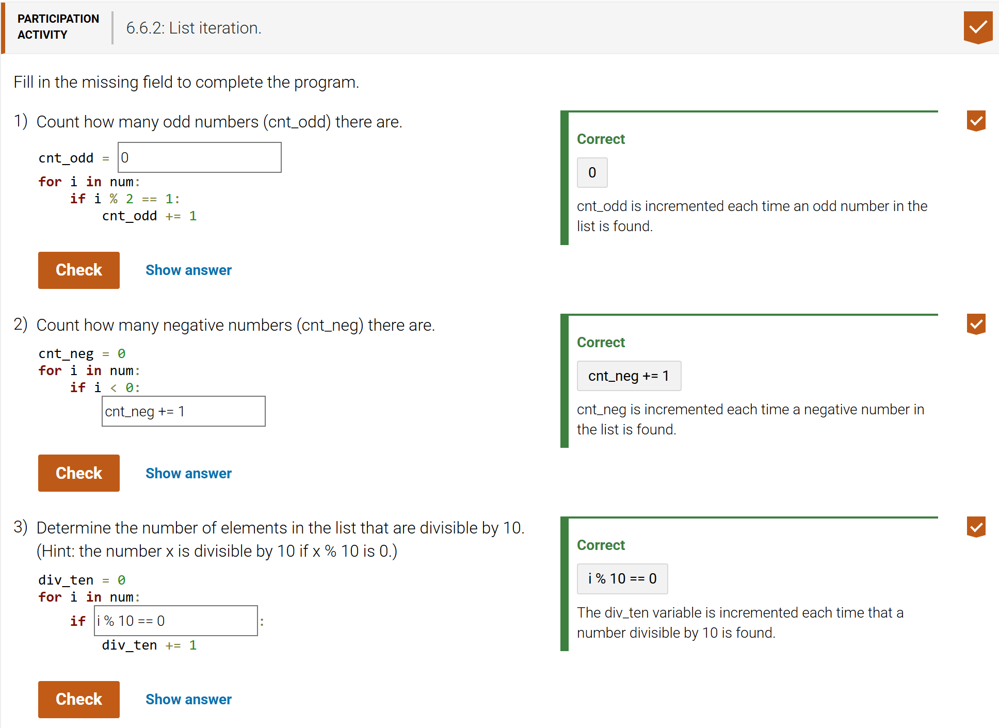 PARTICIPATION
ACTIVITY
6.6.2: List iteration.
Fill in the missing field to complete the program.
1) Count how many odd numbers (cnt_odd) there are.
cnt_odd = 0
for i in num:
    if i % 2 == 1:
        cnt_odd += 1
Check Show answer
Correct
0
cnt_odd is incremented each time an odd number in the
list is found.
2) Count how many negative numbers (cnt_neg) there are.
cnt_neg = 0
for i in num:
    if i < 0:
        cnt_neg += 1
Check Show answer
Correct
cnt_neg += 1
cnt_neg is incremented each time a negative number in
the list is found.
3) Determine the number of elements in the list that are divisible by 10.
(Hint: the number x is divisible by 10 if x % 10 is 0.)
div_ten = 0
for i in num:
    if i % 10 == 0 :
        div_ten += 1
Check Show answer
Correct
i % 10 == 0
The div_ten variable is incremented each time that a
number divisible by 10 is found.